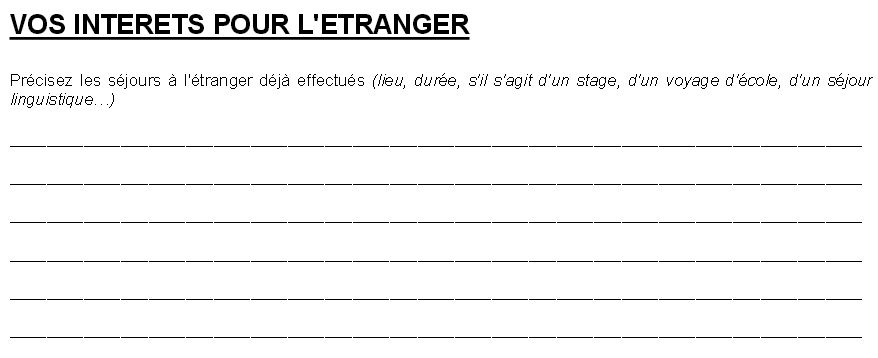 VOS INTERETS POUR L'ETRANGER
Précisez les séjours à l'étranger déjà effectués (lieu, durée, s'il s'agit d'un stage, d'un voyage d'école, d'un séjour
linguistique…)